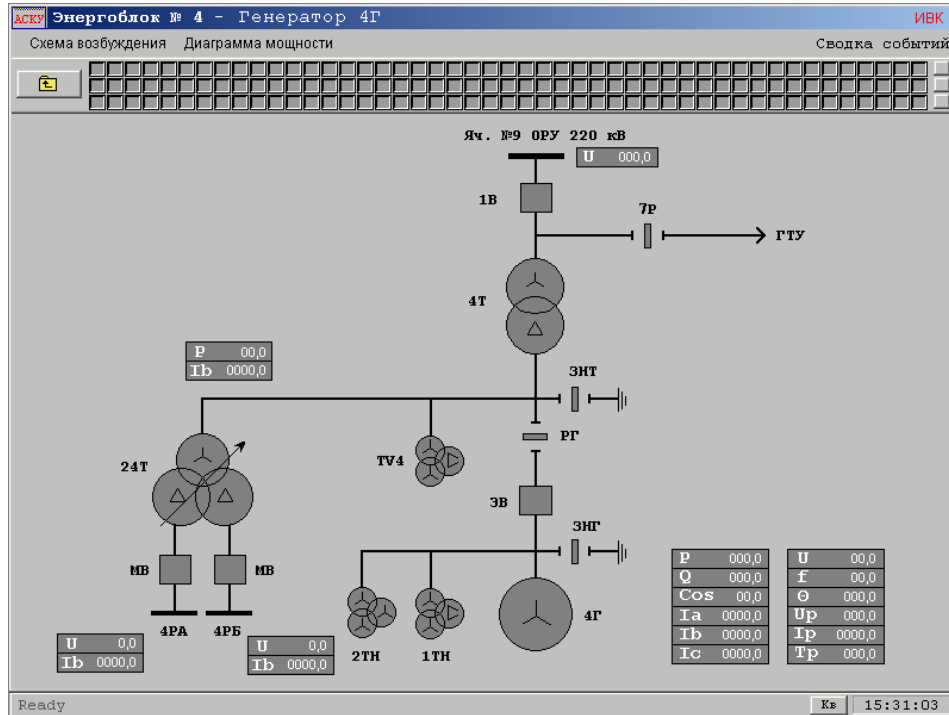 АСКУ Энергоблок № 4 - Генератор 4Г ИВК
Схема возбуждения Диаграмма мощности Сводка событий
Яч. №9 ОРУ 220 кВ
U 000,0
1В
7Р
ГТУ
4Т
P 00,0
Ib 0000,0
ЗНТ
РГ
24Т
TV4
ЗВ
ЗНГ
МВ МВ
P 000,0 U 00,0
Q 000,0 f 00,0
Cos 00,0 Θ 00,0
Ia 0000,0 Up 000,0
Ib 0000,0 Ip 000,0
Ic 0000,0 Tp 000,0
4Г
4РА 4РБ
U 0,0
Ib 0000,0
U 0,0
Ib 0000,0
2ТН 1ТН
Ready Кв 15:31:03